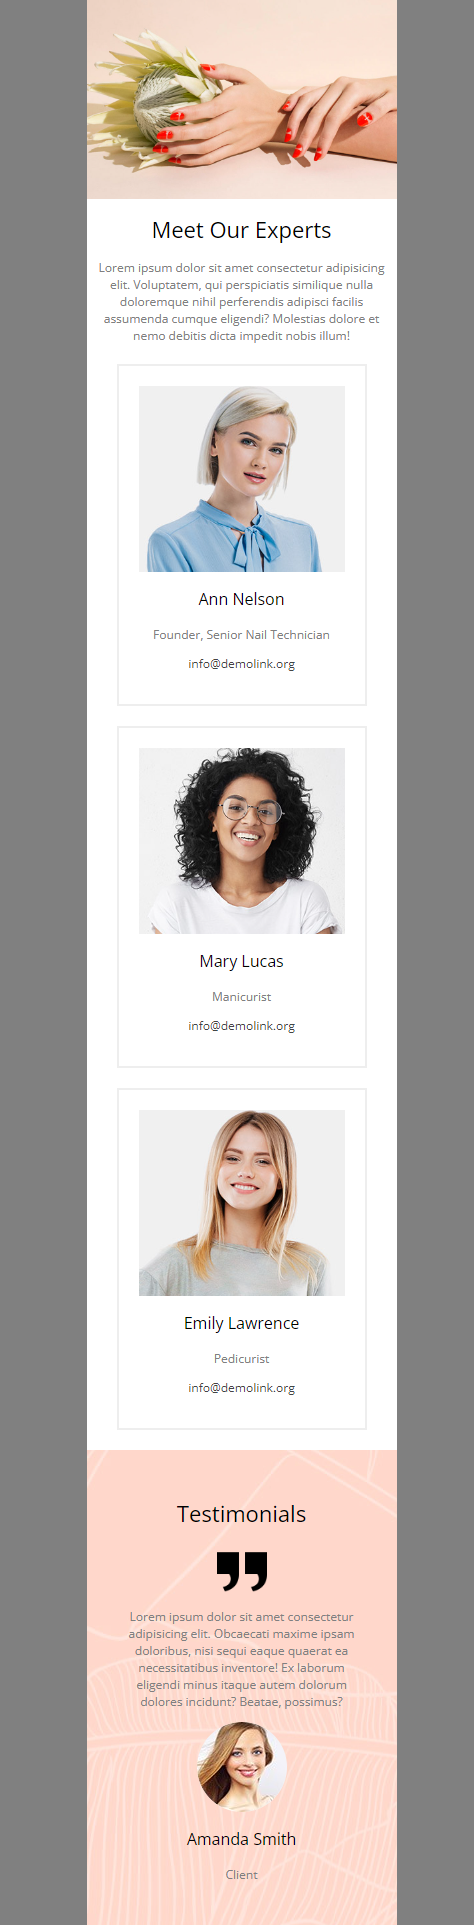 Meet Our Experts
Lorem ipsum dolor sit amet consectetur adipisicing
elit. Voluptatem, qui perspiciatis similique nulla
doloremque nihil perferendis adipisci facilis
assumenda cumque eligendi? Molestias dolore et
nemo debitis dicta impedit nobis illum!
Ann Nelson
Founder, Senior Nail Technician
info@demolink.org
Mary Lucas
Manicurist
info@demolink.org
Emily Lawrence
Pedicurist
info@demolink.org
Testimonials
Lorem ipsum dolor sit amet consectetur
adipisicing elit. Obcaecati maxime ipsam
doloribus, nisi sequi eaque quaerat ea
necessitatibus inventore! Ex laborum
eligendi minus itaque autem dolorum
dolores incidunt? Beatae, possimus?
Amanda Smith
Client